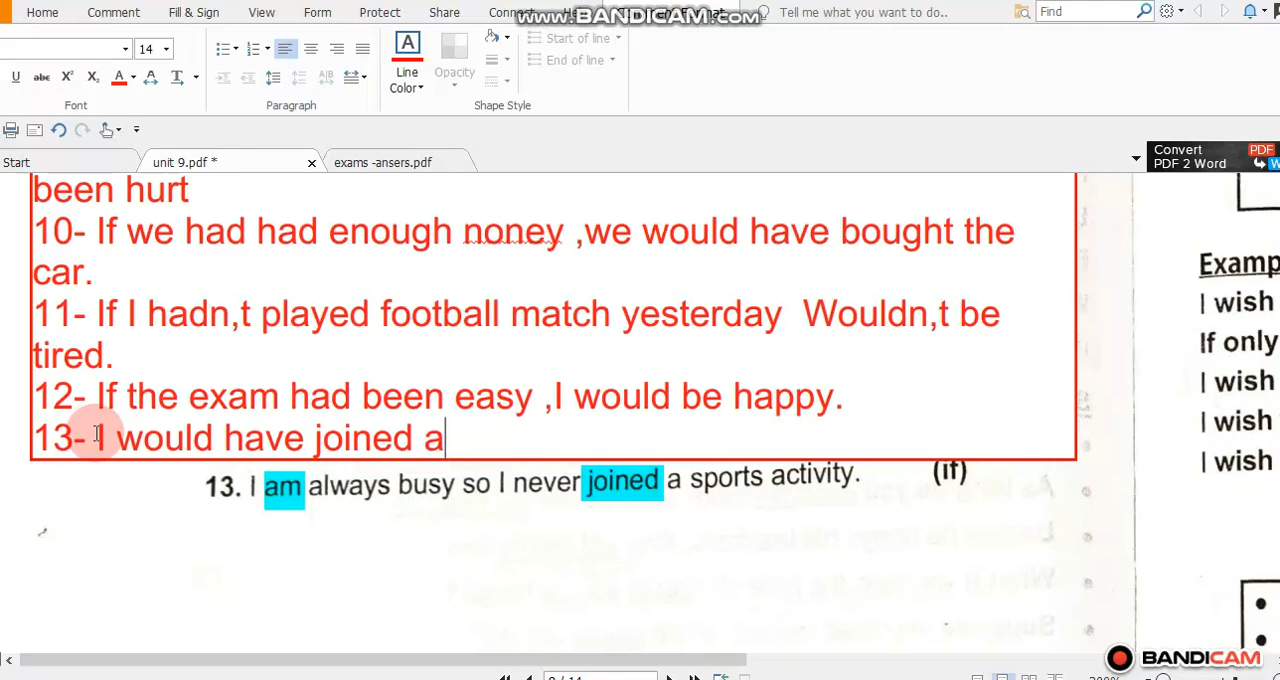 www.BANDICAM.com
Home Comment Fill & Sign View Form Protect Share Connect Tell me what you want to do.. Find
14
U abc X² X₂ A A T
Font
Paragraph
A
Line
Color
Opacity
Start of line
End of line
Shape Style
Start
unit 9.pdf *
exams -ansers.pdf
Convert PDF
PDF 2 Word
been hurt
10- If we had had enough noney ,we would have bought the
car.
11- If I hadn,t played football match yesterday Wouldn,t be
tired.
12- If the exam had been easy ,I would be happy.
13- I would have joined a
13. I am always busy so I never joined a sports activity. (if)
Examp
I wish
If only
I wish
I wish
I wish
BANDICAM